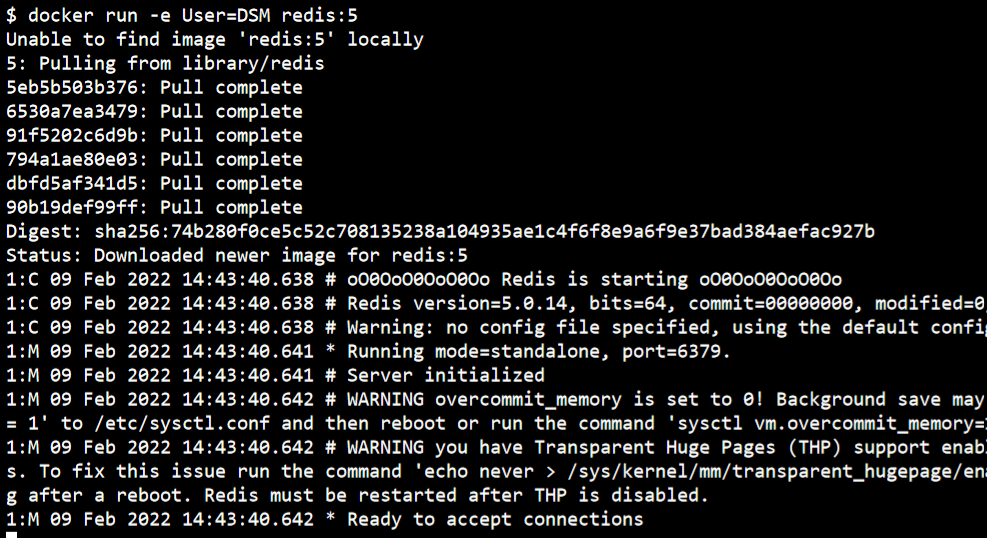 $ docker run -e User=DSM redis:5
Unable to find image 'redis:5' locally
5: Pulling from library/redis
5eb5b503b376: Pull complete
6530a7ea3479: Pull complete
91f5202c6d9b: Pull complete
794a1ae80e03: Pull complete
dbfd5af341d5: Pull complete
90b19def99ff: Pull complete
Digest: sha256:74b280f0ce5c52c708135238a104935ae1c4f6f8e9a6f9e37bad384aefac927b
Status: Downloaded newer image for redis:5
1:C 09 Feb 2022 14:43:40.638 # oO0OoO0OoO0Oo Redis is starting oO0OoO0OoO0Oo
1:C 09 Feb 2022 14:43:40.638 # Redis version=5.0.14, bits=64, commit=00000000, modified=0,
1:C 09 Feb 2022 14:43:40.638 # Warning: no config file specified, using the default config
1:M 09 Feb 2022 14:43:40.641 * Running mode=standalone, port=6379.
1:M 09 Feb 2022 14:43:40.641 # Server initialized
1:M 09 Feb 2022 14:43:40.642 # WARNING overcommit_memory is set to 0! Background save may
= 1' to /etc/sysctl.conf and then reboot or run the command 'sysctl vm.overcommit_memory=1
1:M 09 Feb 2022 14:43:40.642 # WARNING you have Transparent Huge Pages (THP) support enabl
s. To fix this issue run the command 'echo never > /sys/kernel/mm/transparent_hugepage/ena
g after a reboot. Redis must be restarted after THP is disabled.
1:M 09 Feb 2022 14:43:40.642 * Ready to accept connections